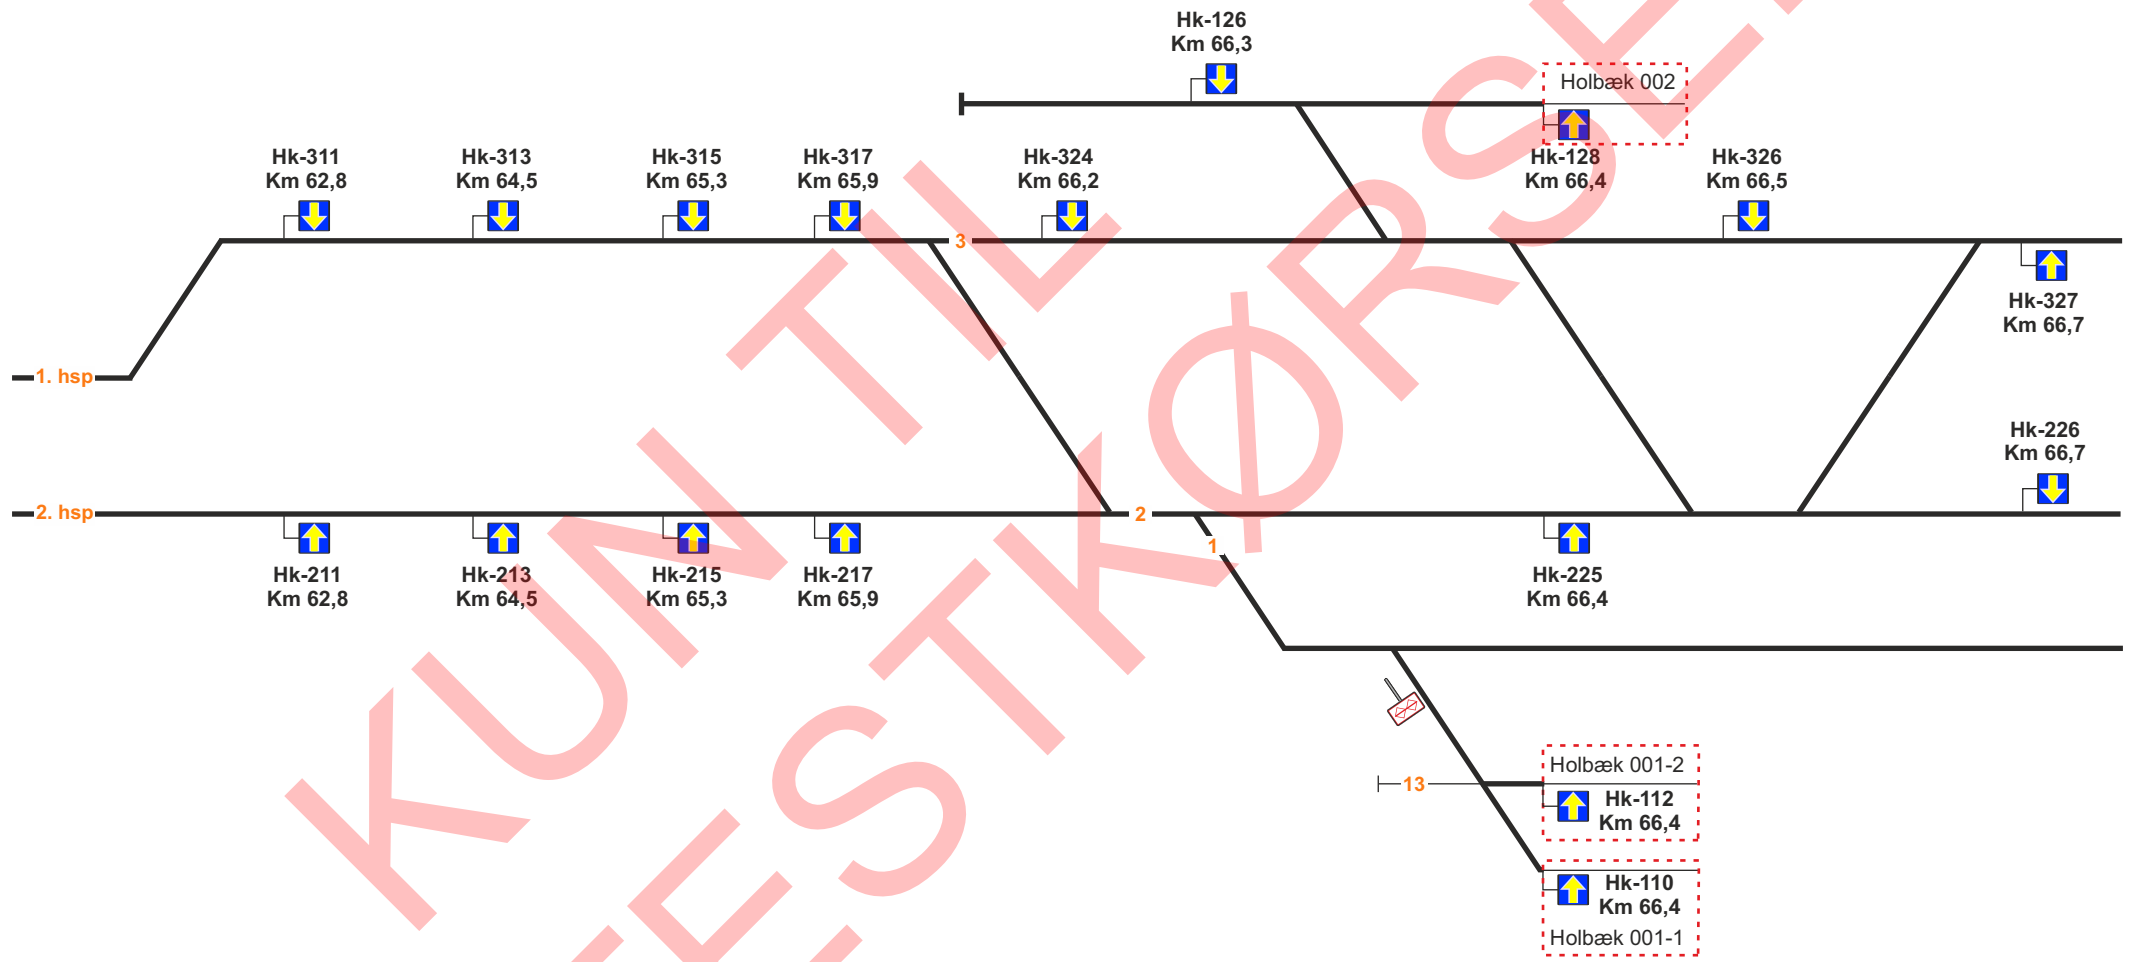 Hk-126
Km 66,3
Holbæk 002
Hk-311
Km 62,8
Hk-313
Km 64,5
Hk-315
Km 65,3
Hk-317
Km 65,9
Hk-324
Km 66,2
Hk-128
Km 66,4
Hk-326
Km 66,5
3
Hk-327
Km 66,7
1. hsp
Hk-226
Km 66,7
2. hsp
2
1
Hk-211
Km 62,8
Hk-213
Km 64,5
Hk-215
Km 65,3
Hk-217
Km 65,9
Hk-225
Km 66,4
Holbæk 001-2
13
Hk-112
Km 66,4
Hk-110
Km 66,4
Holbæk 001-1
KUN TIL
TESTKØRSEL